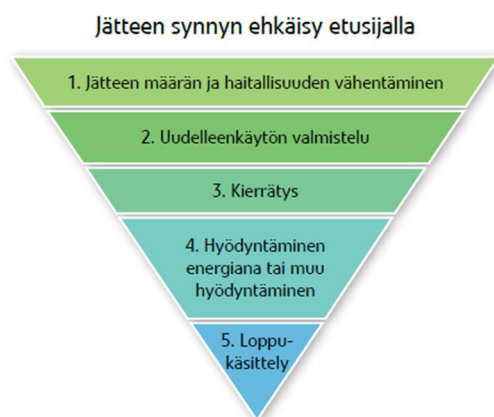 Jätteen synnyn ehkäisy etusijalla
1. Jätteen määrän ja haitallisuuden vähentäminen
2. Uudelleenkäytön valmistelu
3. Kierrätys
4. Hyödyntäminen
energiana tai muu
hyödyntäminen
5. Loppu-
käsittely